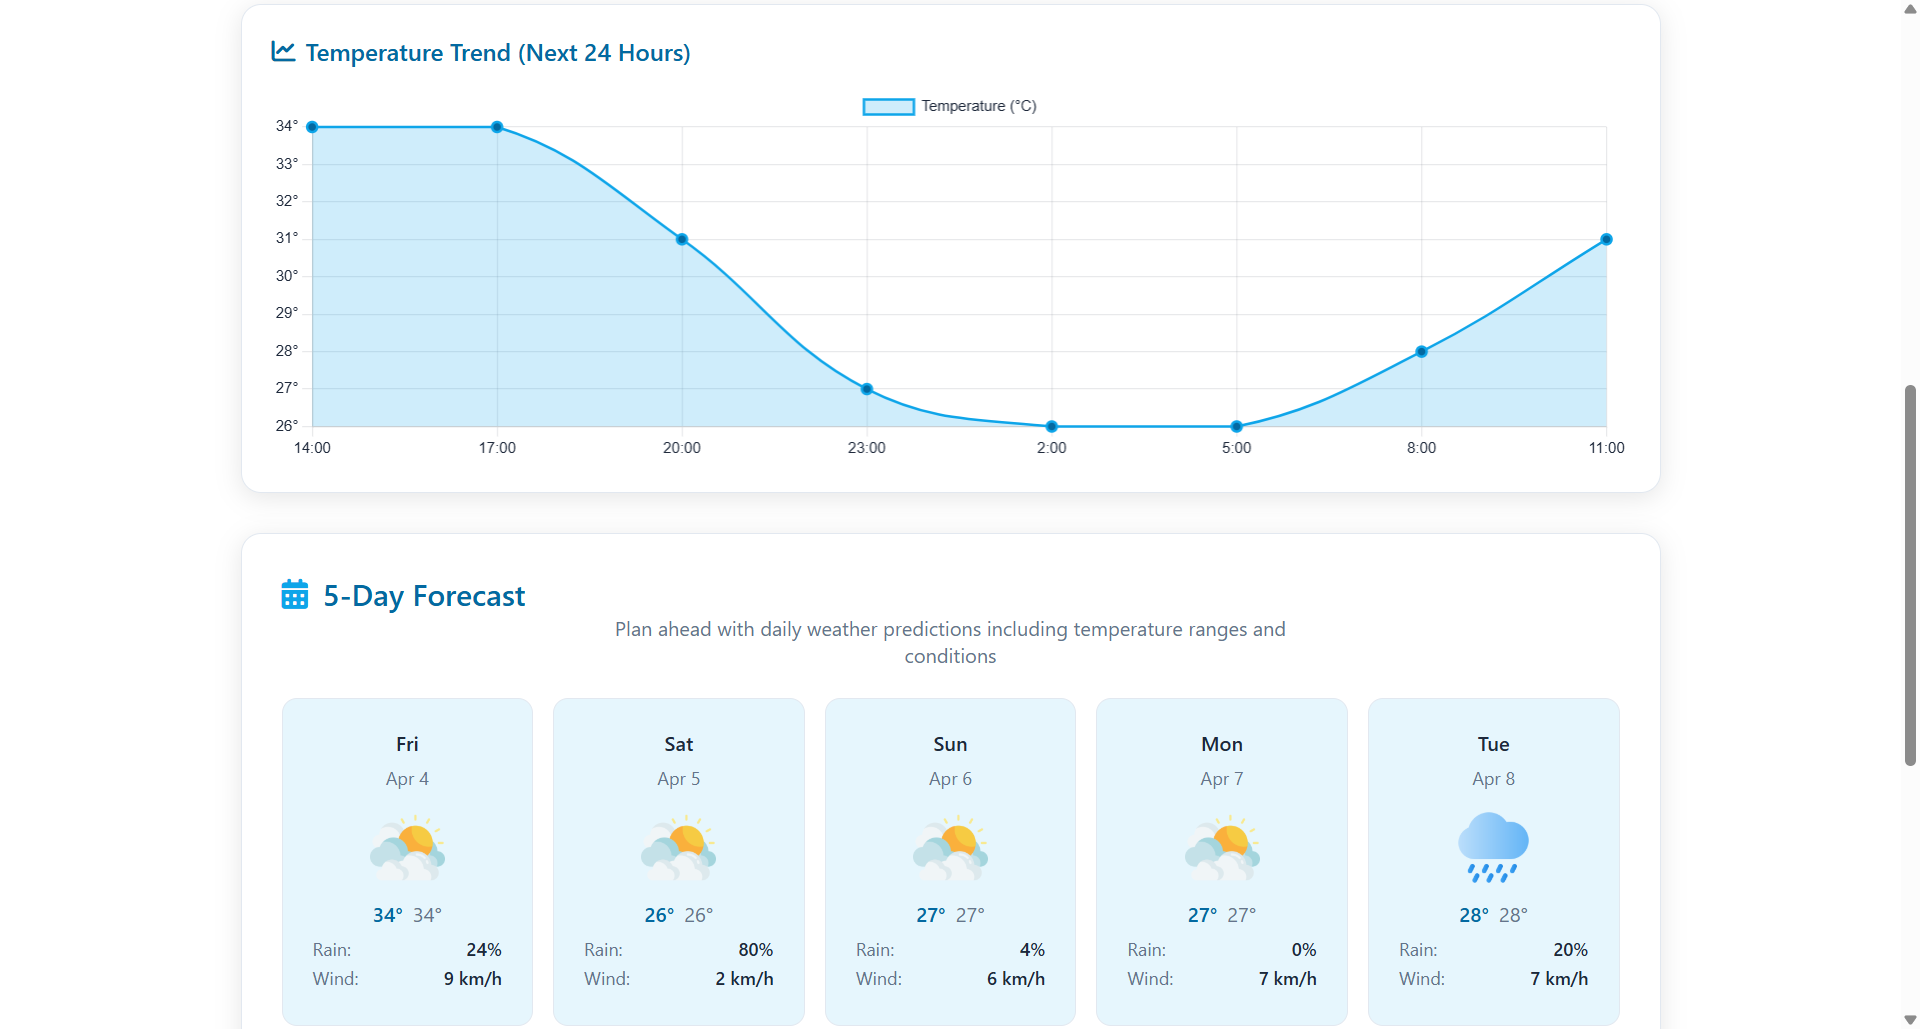 Temperature Trend (Next 24 Hours)
Temperature (°C)
34°
33°
32°
31°
30°
29°
28°
27°
26°
14:00 17:00 20:00 23:00 2:00 5:00 8:00 11:00
5-Day Forecast
Plan ahead with daily weather predictions including temperature ranges and
conditions
Fri
Apr 4
34° 34°
Rain: 24%
Wind: 9 km/h
Sat
Apr 5
26° 26°
Rain: 80%
Wind: 2 km/h
Sun
Apr 6
27° 27°
Rain: 4%
Wind: 6 km/h
Mon
Apr 7
27° 27°
Rain: 0%
Wind: 7 km/h
Tue
Apr 8
28° 28°
Rain: 20%
Wind: 7 km/h